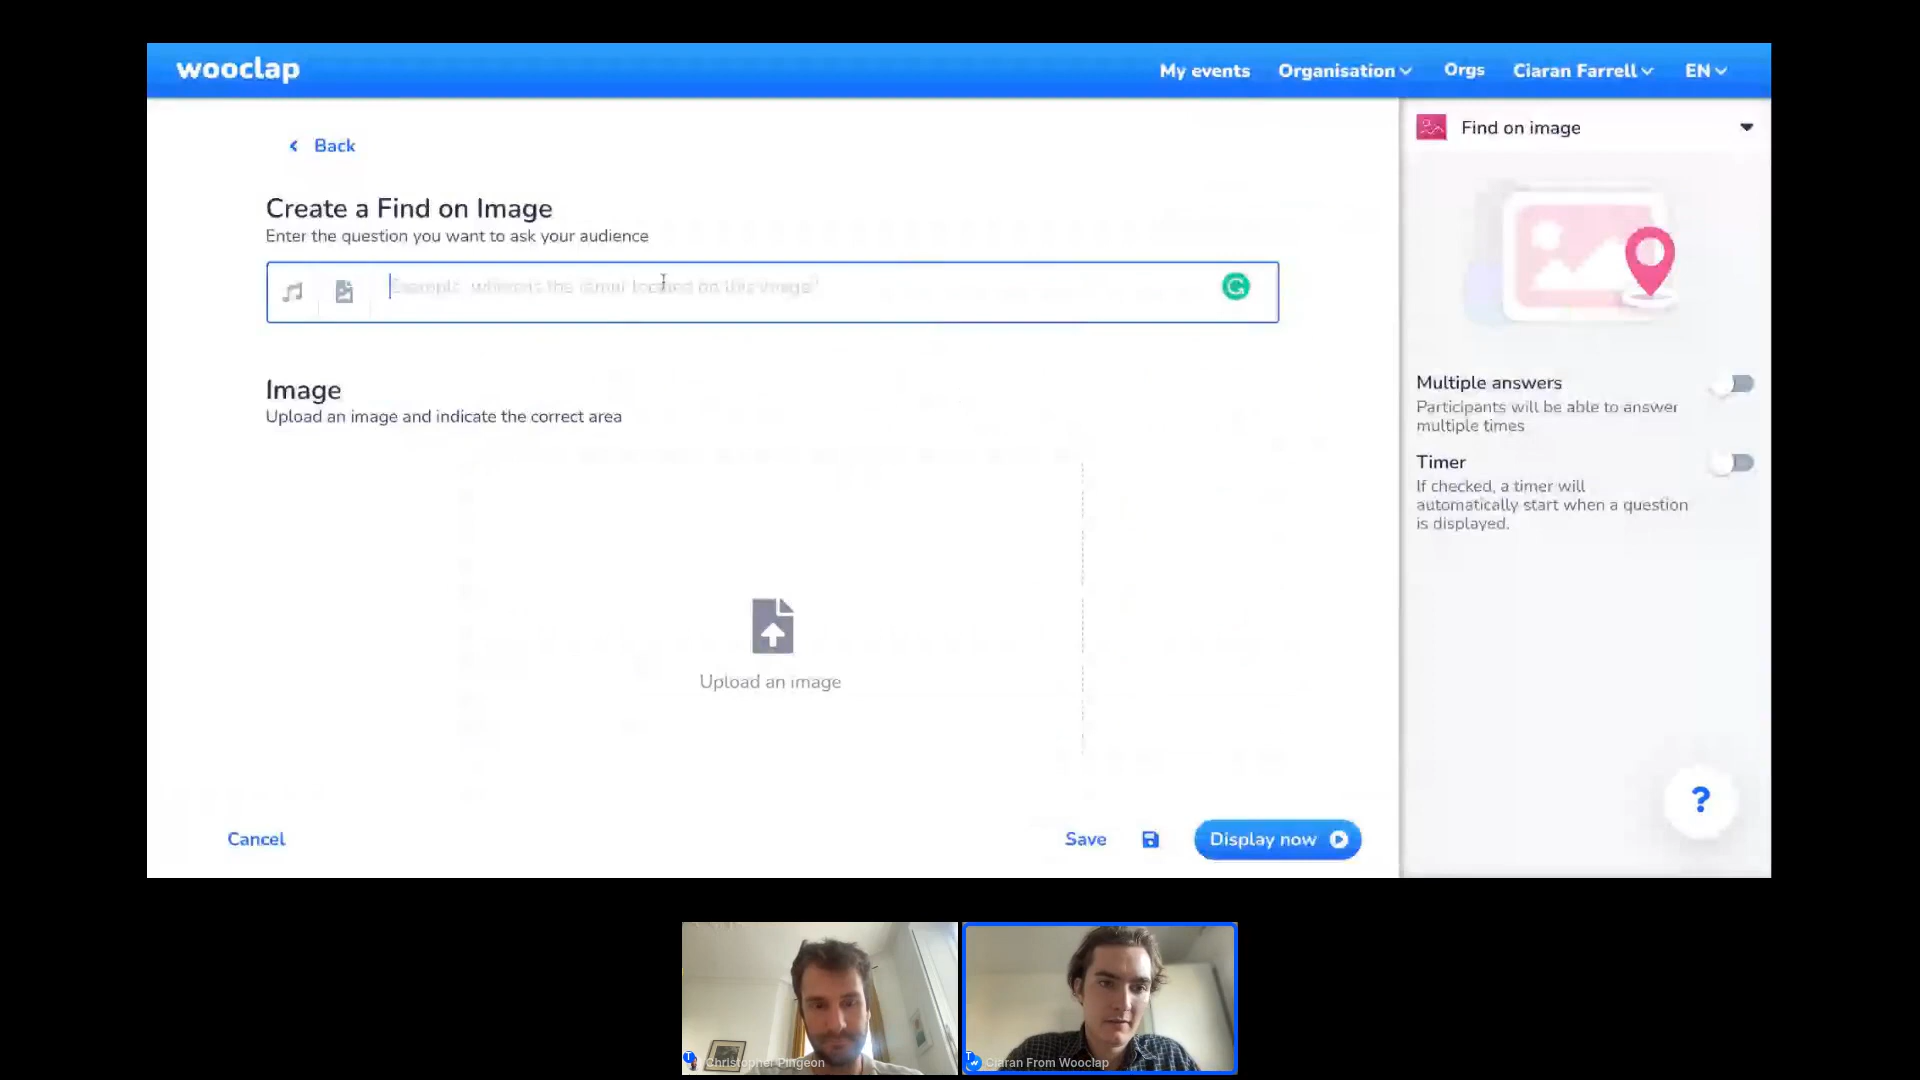 wooclap
My events Organisation Orgs Ciaran Farrell EN
Back
Find on image
Create a Find on Image
Enter the question you want to ask your audience
Image
Upload an image and indicate the correct area
Multiple answers
Participants will be able to answer
multiple times
Timer
If checked, a timer will
automatically start when a question
is displayed.
Upload an image
?
Cancel
Save
Display now
Christopher Pingeon
Ciaran From Wooclap